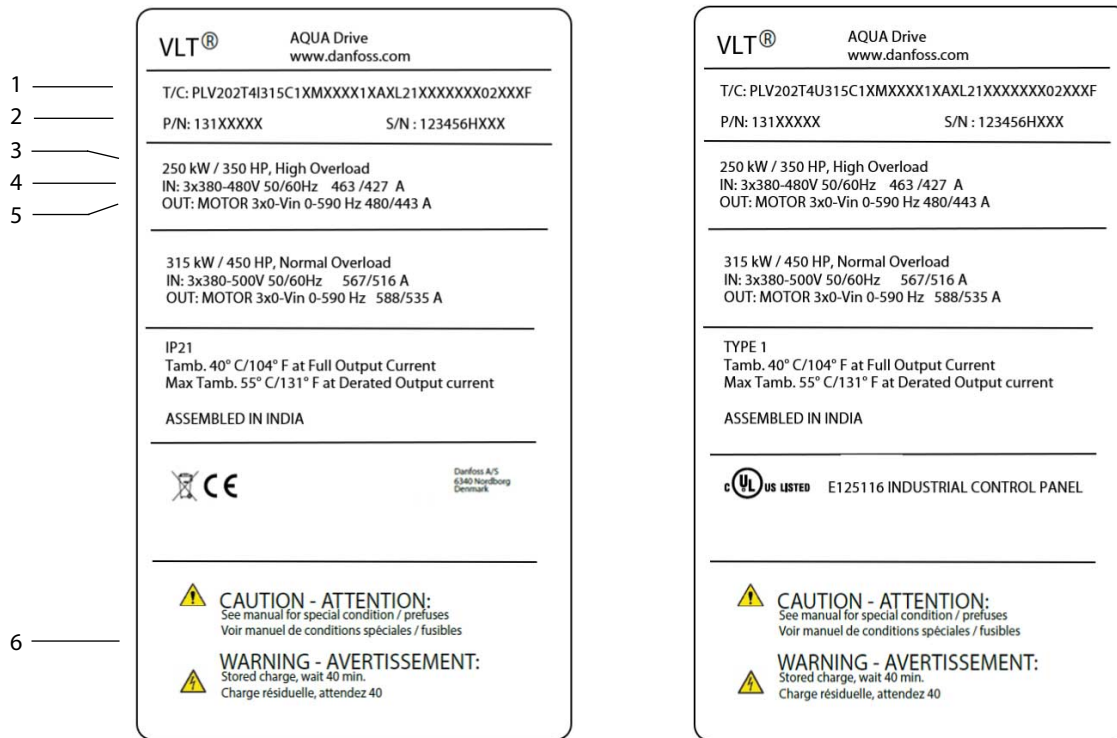 1
2
3
4
5
6
VLT® AQUA Drive
www.danfoss.com
T/C: PLV202T4I315C1XMXXXX1XAXL21XXXXXXX02XXXF
P/N: 131XXXXX S/N : 123456HXXX
250 kW / 350 HP, High Overload
IN: 3x380-480V 50/60Hz 463 /427 A
OUT: MOTOR 3x0-Vin 0-590 Hz 480/443 A
315 kW / 450 HP, Normal Overload
IN: 3x380-500V 50/60Hz 567/516 A
OUT: MOTOR 3x0-Vin 0-590 Hz 588/535 A
IP21
Tamb. 40° C/104° F at Full Output Current
Max Tamb. 55° C/131° F at Derated Output current
ASSEMBLED IN INDIA
CE
Danfoss A/S
6340 Nordborg
Denmark
CAUTION - ATTENTION:
See manual for special condition / prefuses
Voir manuel de conditions spéciales / fusibles
WARNING - AVERTISSEMENT:
Stored charge, wait 40 min.
Charge résiduelle, attendez 40
VLT® AQUA Drive
www.danfoss.com
T/C: PLV202T4U315C1XMXXXX1XAXL21XXXXXXX02XXXF
P/N: 131XXXXX S/N : 123456HXXX
250 kW / 350 HP, High Overload
IN: 3x380-480V 50/60Hz 463 /427 A
OUT: MOTOR 3x0-Vin 0-590 Hz 480/443 A
315 kW / 450 HP, Normal Overload
IN: 3x380-500V 50/60Hz 567/516 A
OUT: MOTOR 3x0-Vin 0-590 Hz 588/535 A
TYPE 1
Tamb. 40° C/104° F at Full Output Current
Max Tamb. 55° C/131° F at Derated Output current
ASSEMBLED IN INDIA
C UL US LISTED E125116 INDUSTRIAL CONTROL PANEL
CAUTION - ATTENTION:
See manual for special condition / prefuses
Voir manuel de conditions spéciales / fusibles
WARNING - AVERTISSEMENT:
Stored charge, wait 40 min.
Charge résiduelle, attendez 40